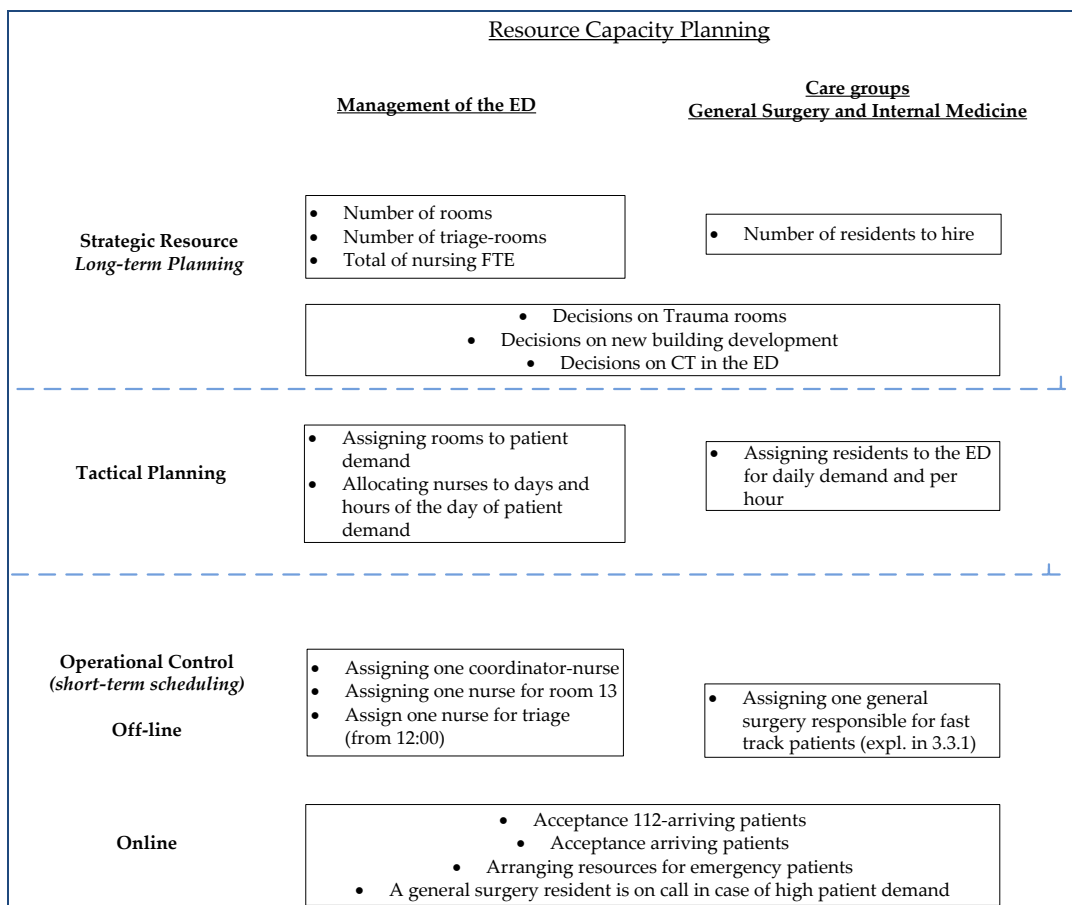 Resource Capacity Planning
Management of the ED
Care groups
General Surgery and Internal Medicine
Strategic Resource
Long-term Planning
• Number of rooms
• Number of triage-rooms
• Total of nursing FTE
• Number of residents to hire
• Decisions on Trauma rooms
• Decisions on new building development
• Decisions on CT in the ED
Tactical Planning
• Assigning rooms to patient
demand
• Allocating nurses to days and
hours of the day of patient
demand
• Assigning residents to the ED
for daily demand and per
hour
Operational Control
(short-term scheduling)
Off-line
• Assigning one coordinator-nurse
• Assigning one nurse for room 13
• Assign one nurse for triage
(from 12:00)
• Assigning one general
surgery responsible for fast
track patients (expl. in 3.3.1)
Online
• Acceptance 112-arriving patients
• Acceptance arriving patients
• Arranging resources for emergency patients
• A general surgery resident is on call in case of high patient demand